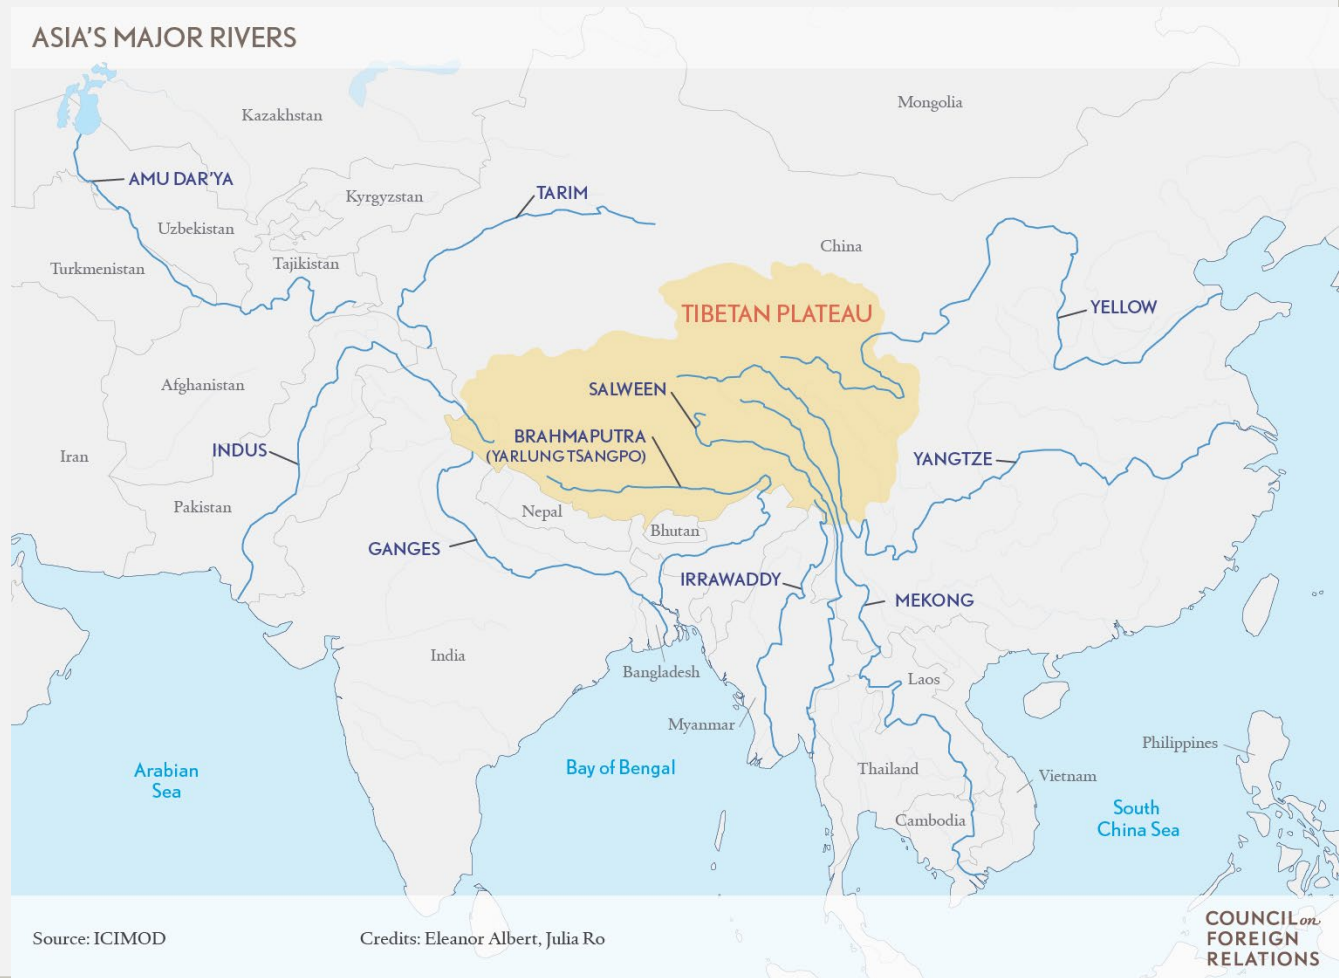 ASIA'S MAJOR RIVERS
Mongolia
Kazakhstan
AMU DAR'YA
TARIM
Kyrgyzstan
Uzbekistan
China
Tajikistan
Turkmenistan
YELLOW
TIBETAN PLATEAU
Afghanistan
SALWEEN
BRAHMAPUTRA
(YARLUNG TSANGPO)
INDUS
Iran
YANGTZE
Pakistan
Nepal
Bhutan
GANGES
IRRAWADDY
MEKONG
India
Bangladesh
Laos
Myanmar
Philippines
Arabian
Sea
Bay of Bengal
Thailand
Vietnam
South
China Sea
Cambodia
Source: ICIMOD
Credits: Eleanor Albert, Julia Ro
COUNCIL on
FOREIGN
RELATIONS